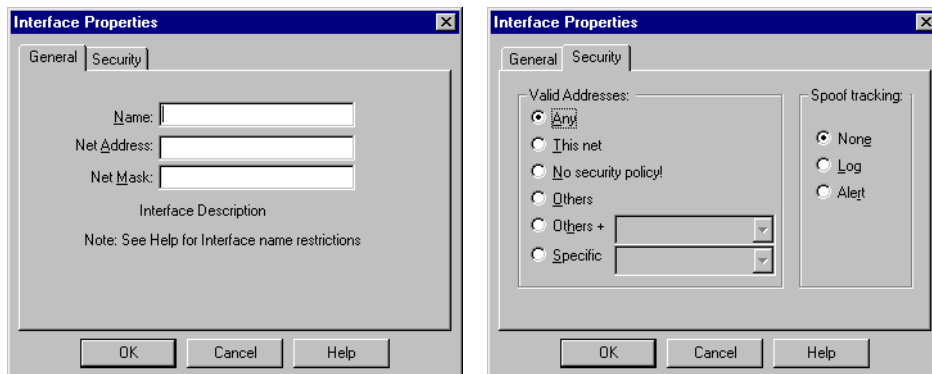 Interface Properties
General Security
Name:
Net Address:
Net Mask:
Interface Description
Note: See Help for Interface name restrictions
OK Cancel Help
Interface Properties
General Security
Valid Addresses:
Any
This net
No security policy!
Others
Others +
Specific
Spoof tracking:
None
Log
Alert
OK Cancel Help